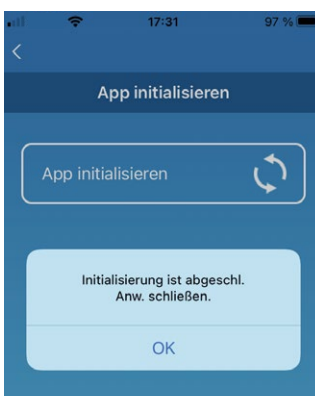 17:31 97 %
App initialisieren
App initialisieren
Initialisierung ist abgeschl.
Anw. schließen.
OK